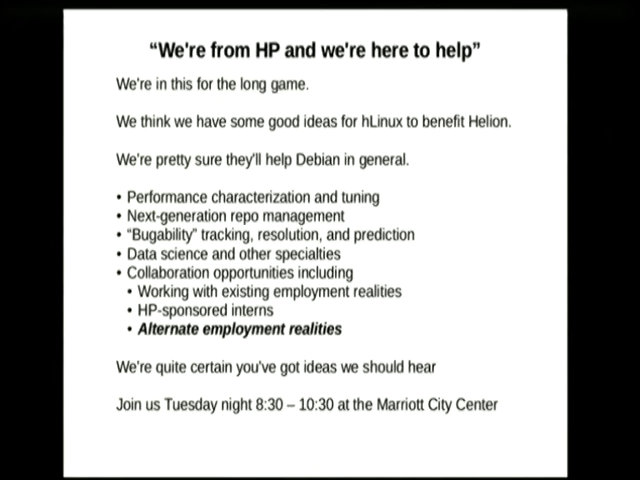 “We're from HP and we're here to help”
We're in this for the long game.
We think we have some good ideas for hLinux to benefit Helion.
We're pretty sure they'll help Debian in general.
• Performance characterization and tuning
• Next-generation repo management
• “Bugability” tracking, resolution, and prediction
• Data science and other specialties
• Collaboration opportunities including
• Working with existing employment realities
• HP-sponsored interns
• Alternate employment realities
We're quite certain you've got ideas we should hear
Join us Tuesday night 8:30 – 10:30 at the Marriott City Center